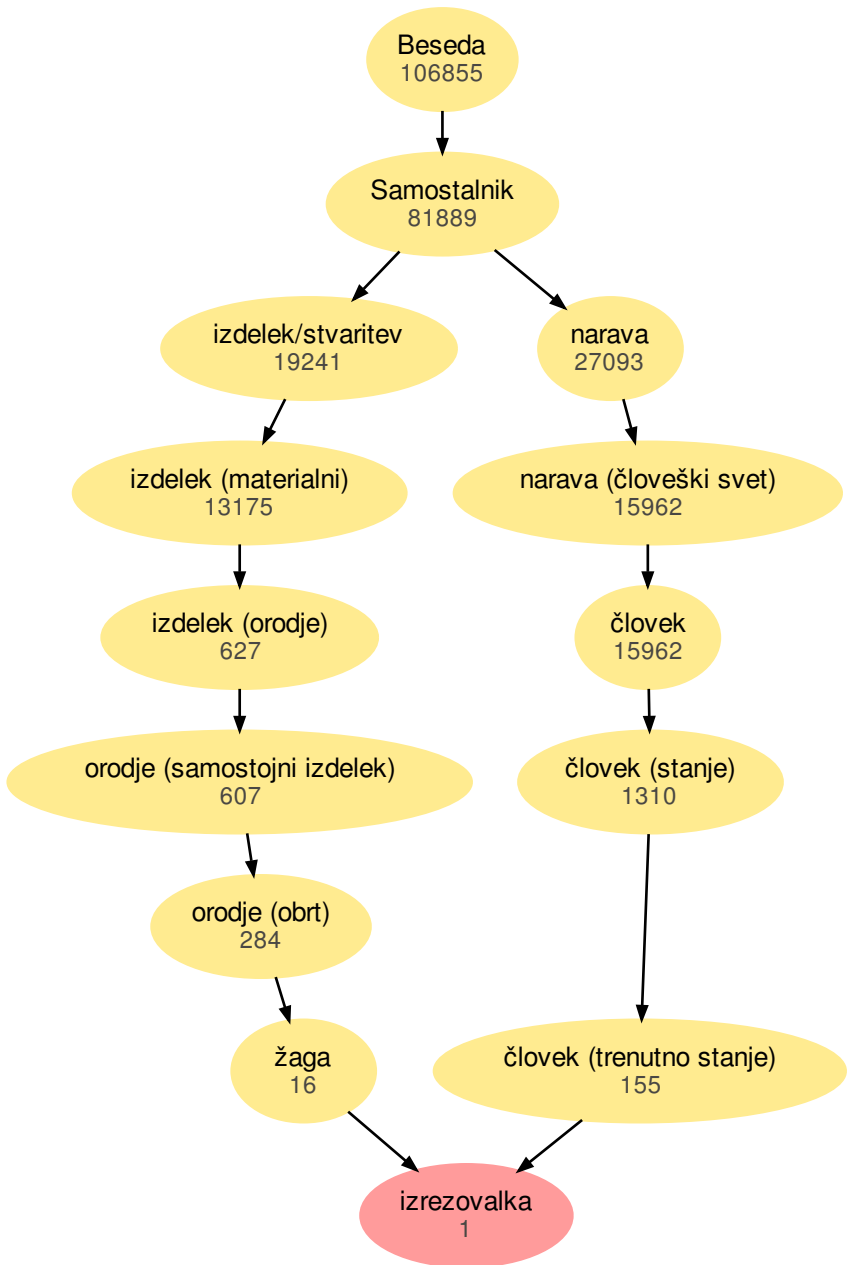 Beseda
106855
Samostalnik
81889
izdelek/stvaritev
19241
narava
27093
izdelek (materialni)
13175
narava (človeški svet)
15962
izdelek (orodje)
627
človek
15962
orodje (samostojni izdelek)
607
človek (stanje)
1310
orodje (obrt)
284
žaga
16
človek (trenutno stanje)
155
izrezovalka
1